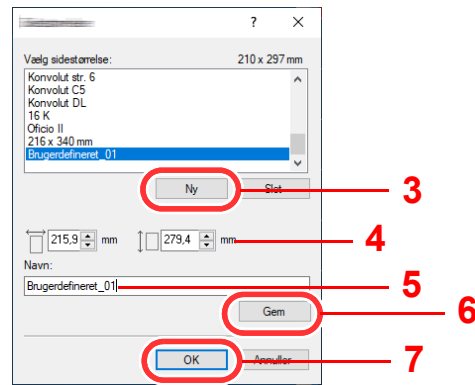 ? ×
Vælg sidestørrelse: 210 x 297 mm
Konvolut str. 6
Konvolut C5
Konvolut DL
16 K
Oficio II
216 x 340 mm
Brugerdefineret_01
Ny Slet 3
215,9 mm 279,4 mm 4
Navn:
Brugerdefineret_01 5
Gem 6
OK Annuller 7